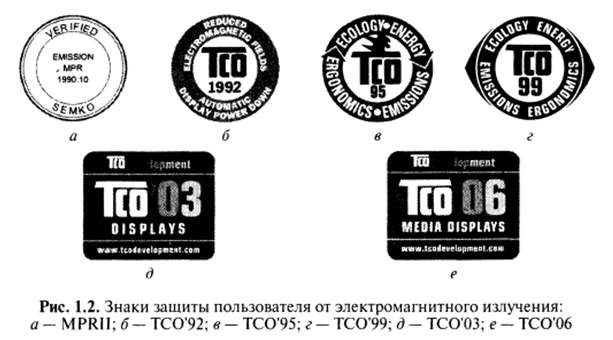 VERIFIED
EMISSION
MPR
1990:10
SEMKO
а
REDUCED
ELECTROMAGNETIC FIELDS
TCO
1992
AUTOMATIC
DISPLAY POWER DOWN
б
ECOLOGY • ENERGY
TCO
95
ERGONOMICS • EMISSIONS
в
ECOLOGY ENERGY
TCO
99
EMISSIONS ERGONOMICS
г
TCO lopment
TCO'03
DISPLAYS
www.tcodevelopment.com
д
TCO lopment
TCO'06
MEDIA DISPLAYS
www.tcodevelopment.com
е
Рис. 1.2. Знаки защиты пользователя от электромагнитного излучения:
а — MPRII; б — TCO'92; в — TCO'95; г — TCO'99; д — TCO'03; е — TCO'06